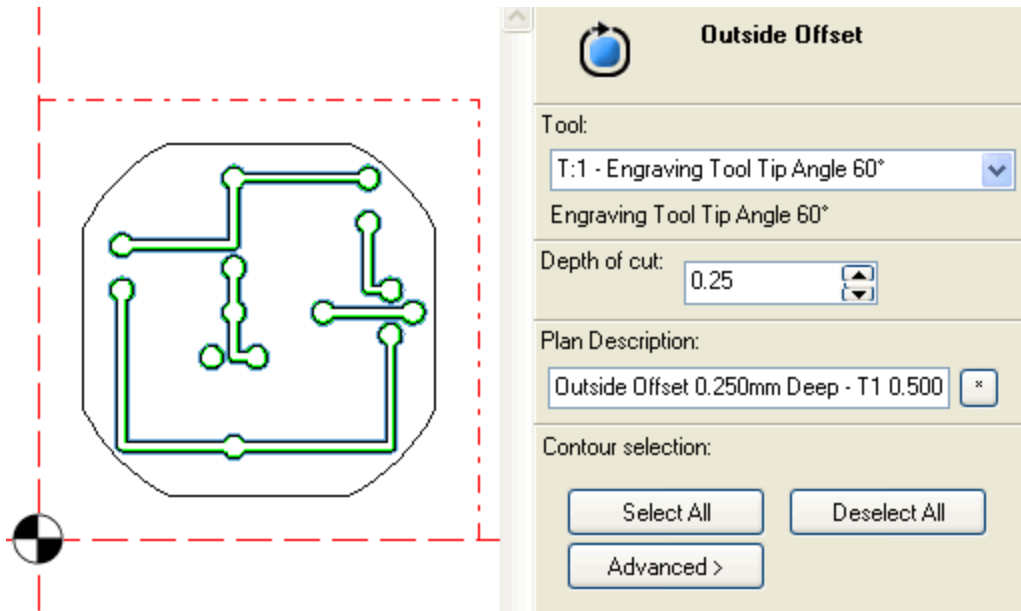 Outside Offset
Tool:
T:1 - Engraving Tool Tip Angle 60°
Engraving Tool Tip Angle 60°
Depth of cut:
0.25
Plan Description:
Outside Offset 0.250mm Deep - T1 0.500
*
Contour selection:
Select All
Deselect All
Advanced >